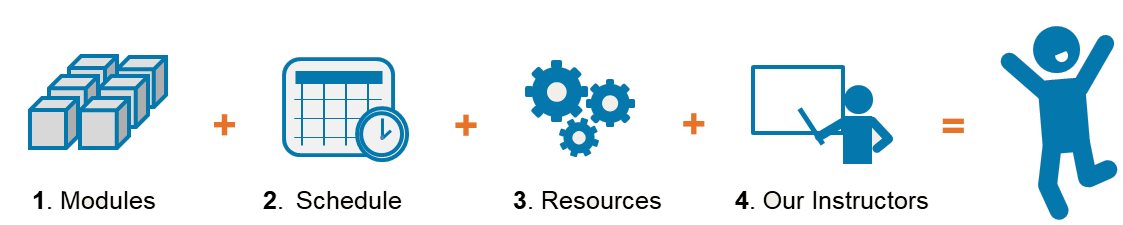 1. Modules
2. Schedule
3. Resources
4. Our Instructors